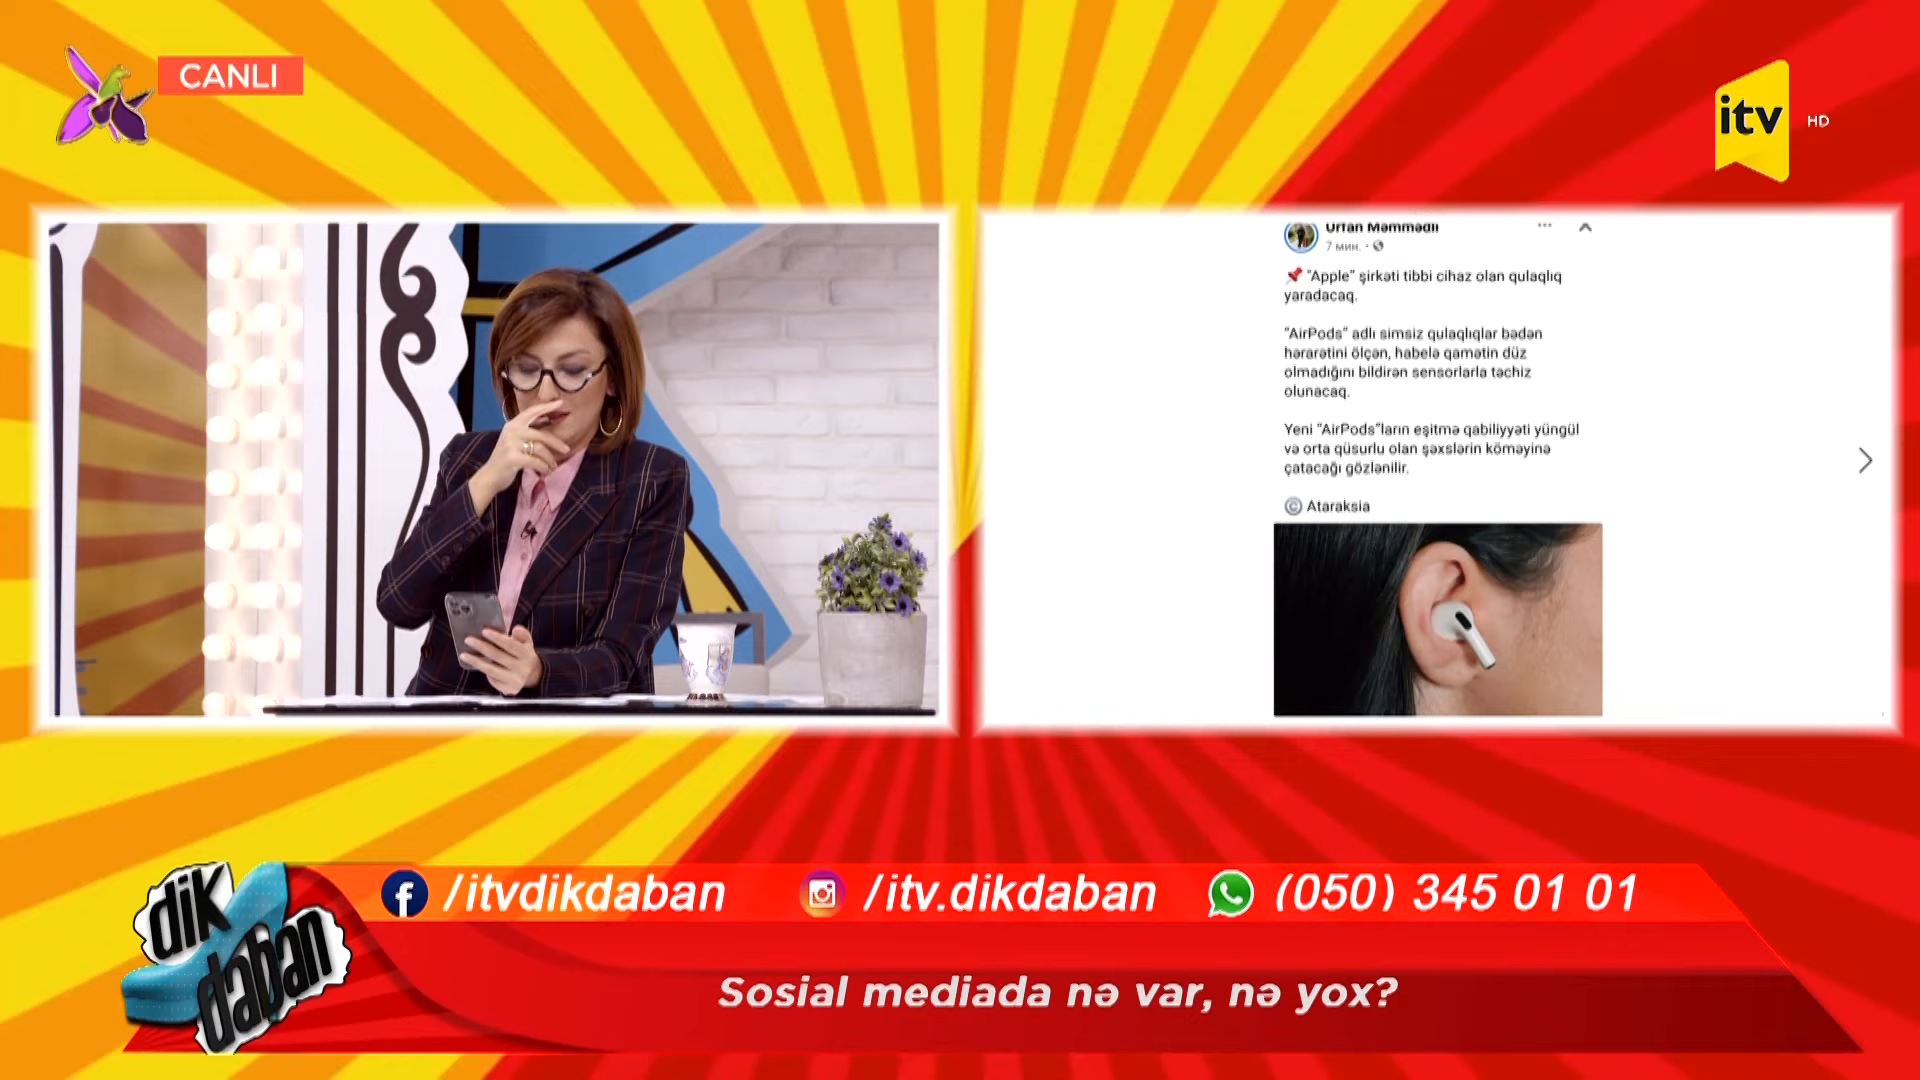 CANLI
itv
HD
Urfan Məmmədli
7 мин.
"Apple" şirkəti tibbi cihaz olan qulaqlıq
yaradacaq.
"AirPods" adlı simsiz qulaqlıqlar bədən
hərarətini ölçən, habelə qamətin düz
olmadığını bildirən sensorlarla təchiz
olunacaq.
Yeni "AirPods"ların eşitmə qabiliyyəti yüngül
və orta qüsurlu olan şəxslərin köməyinə
çatacağı gözlənilir.
© Ataraksia
dik
daban
/itvdikdaban
/itv.dikdaban
(050) 345 01 01
Sosial mediada nə var, nə yox?